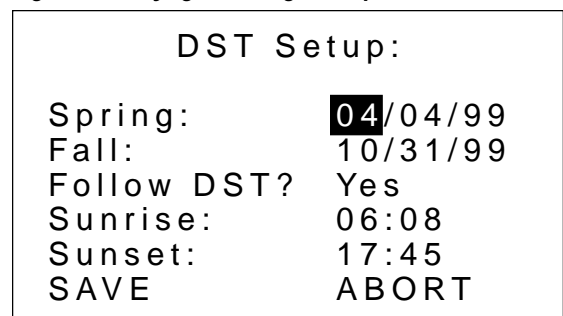 DST Setup:
Spring: 04/04/99
Fall: 10/31/99
Follow DST? Yes
Sunrise: 06:08
Sunset: 17:45
SAVE ABORT